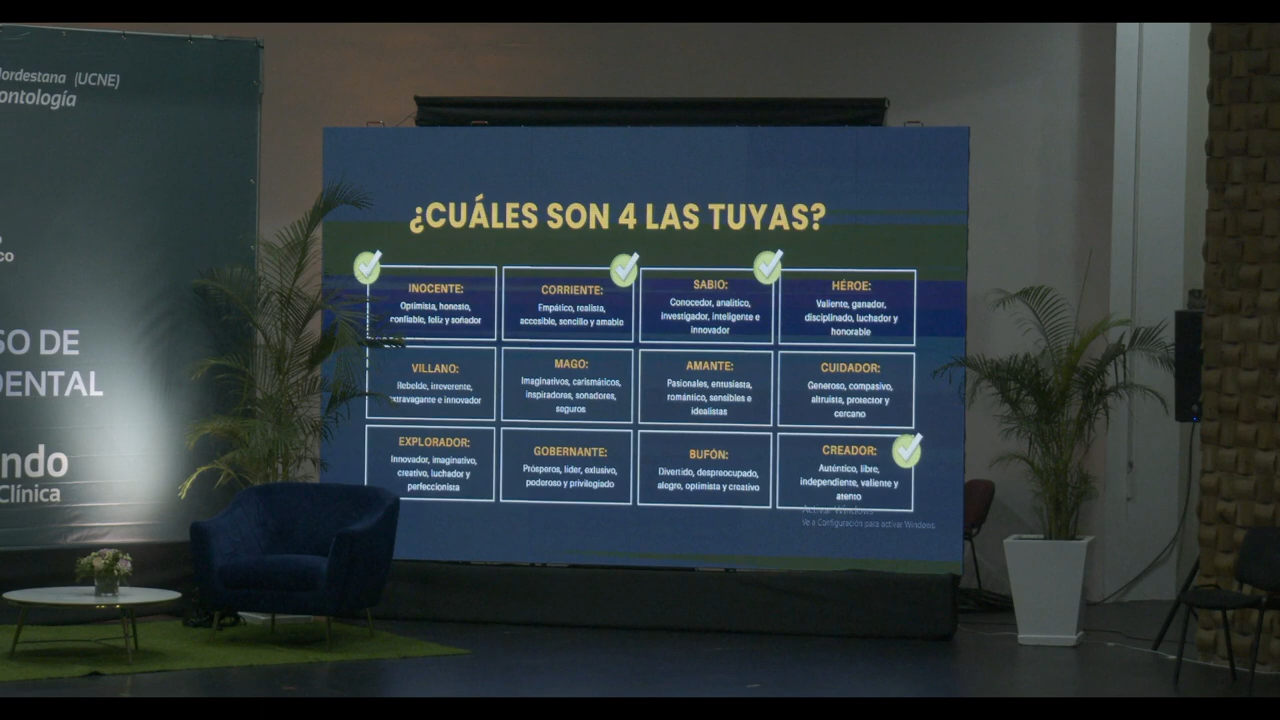 Nordestana (UCNE)
ontología
co
SO DE
DENTAL
ndo
Clínica
¿CUÁLES SON 4 LAS TUYAS?
INOCENTE:
Optimista, honesto,
confiable, feliz y soñador
CORRIENTE:
Empático, realista,
accesible, sencillo y amable
SABIO:
Conocedor, analítico,
investigador, inteligente e
innovador
HÉROE:
Valiente, ganador,
disciplinado, luchador y
honorable
VILLANO:
Rebelde, irreverente,
extravagante e innovador
MAGO:
Imaginativos, carismáticos,
inspiradores, soñadores,
seguros
AMANTE:
Pasionales, entusiasta,
romántico, sensibles e
idealistas
CUIDADOR:
Generoso, compasivo,
altruista, protector y
cercano
EXPLORADOR:
Innovador, imaginativo,
creativo, luchador y
perfeccionista
GOBERNANTE:
Prósperos, líder, exlusivo,
poderoso y privilegiado
BUFÓN:
Divertido, despreocupado,
alegre, optimista y creativo
CREADOR:
Auténtico, libre,
independiente, valiente y
atento
Activar Windows
Ve a Configuración para activar Windows.